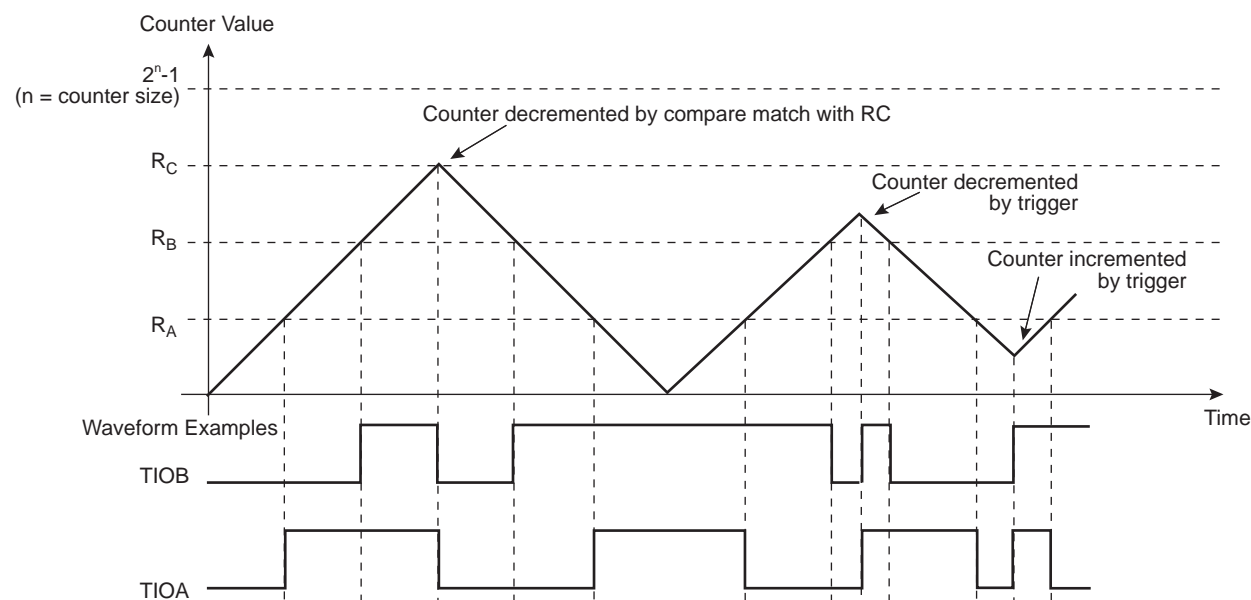 Counter Value
2ⁿ-1
(n = counter size)
Counter decremented by compare match with RC
R_C
Counter decremented
by trigger
R_B
Counter incremented
by trigger
R_A
Time
Waveform Examples
TIOB
TIOA